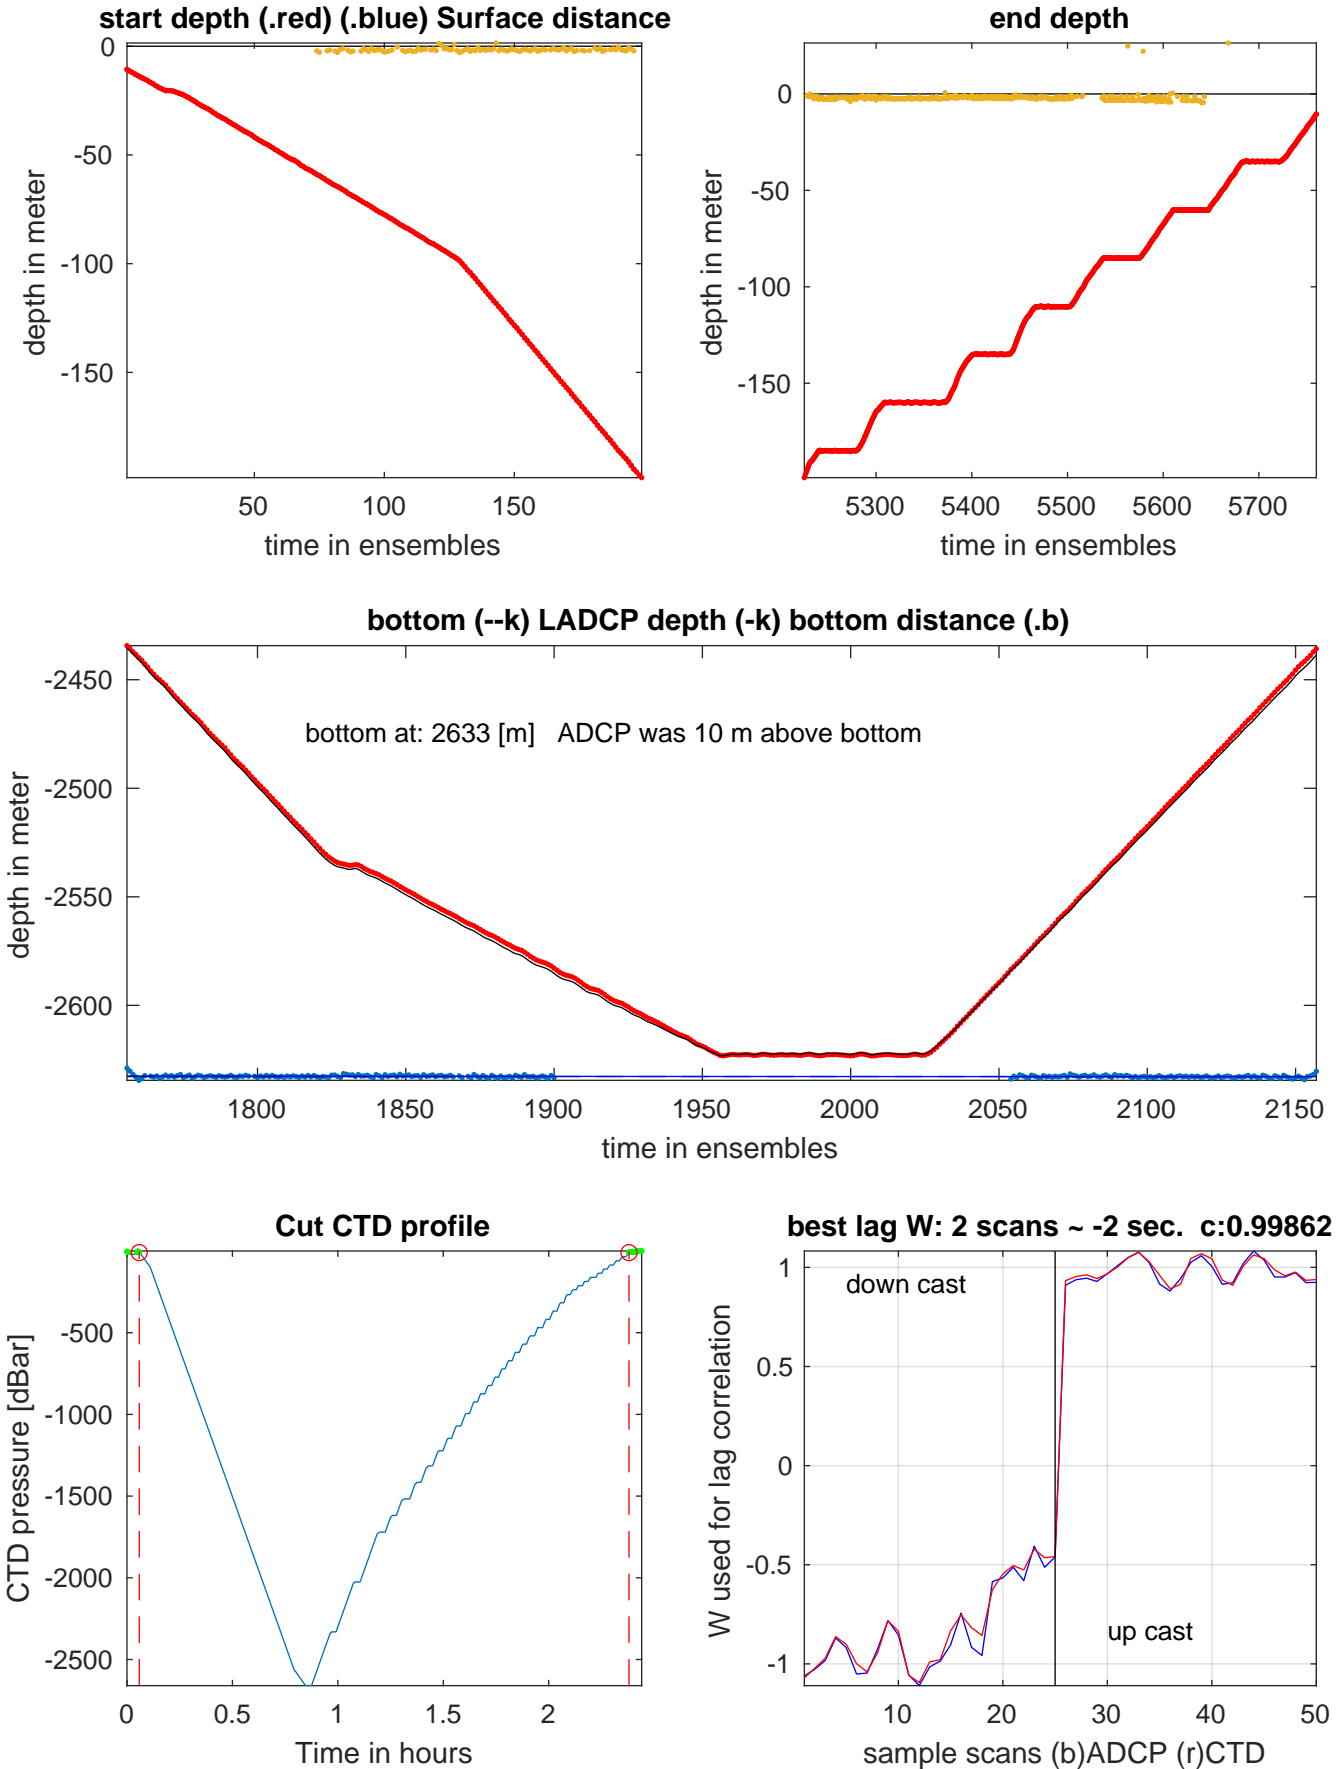 start depth (.red) (.blue) Surface distance
0
-50
-100
-150
depth in meter
50 100 150
time in ensembles
end depth
0
-50
-100
-150
depth in meter
5300 5400 5500 5600 5700
time in ensembles
bottom (--k) LADCP depth (-k) bottom distance (.b)
-2450
-2500
-2550
-2600
depth in meter
bottom at: 2633 [m] ADCP was 10 m above bottom
1800 1850 1900 1950 2000 2050 2100 2150
time in ensembles
Cut CTD profile
-500
-1000
-1500
-2000
-2500
CTD pressure [dBar]
0 0.5 1 1.5 2
Time in hours
best lag W: 2 scans ~ -2 sec. c:0.99862
1
0.5
0
-0.5
-1
W used for lag correlation
down cast
up cast
10 20 30 40 50
sample scans (b)ADCP (r)CTD